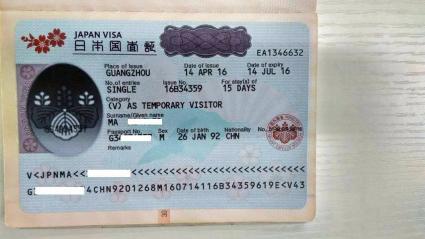 JAPAN VISA
日本国査証
EA1346632
Place of Issue Date of issue Date of expiry
GUANGZHOU 14 APR 16 14 JUL 16
No. of entries Issue No. For stay(s) of
SINGLE 16B34359 15 DAYS
Category
(V) AS TEMPORARY VISITOR
Surname/Given name
MA
Passport No. Sex Date of birth Nationality
G3 M 26 JAN 92 CHN
Remarks
V<JPNMA<<
G 4CHN9201268M160714116B34359619E<V43